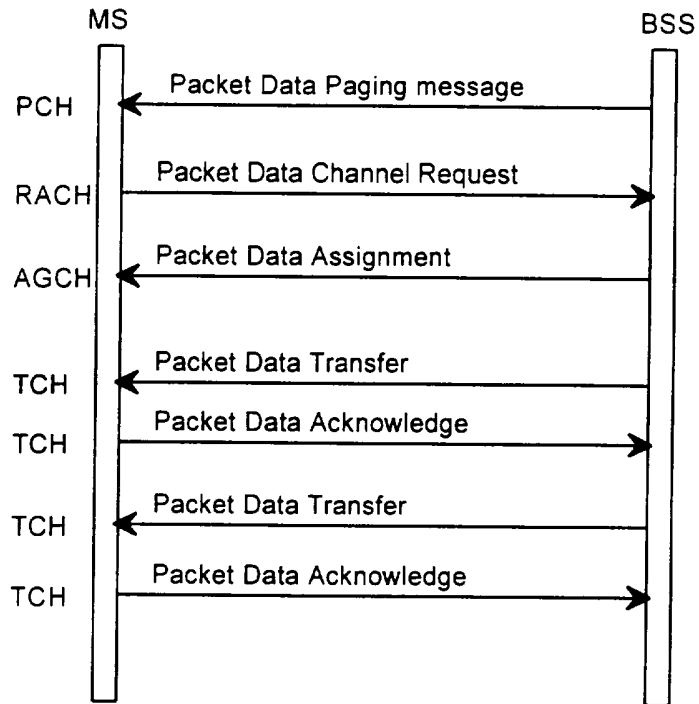 MS BSS
Packet Data Paging message
PCH
Packet Data Channel Request
RACH
Packet Data Assignment
AGCH
Packet Data Transfer
TCH
Packet Data Acknowledge
TCH
Packet Data Transfer
TCH
Packet Data Acknowledge
TCH